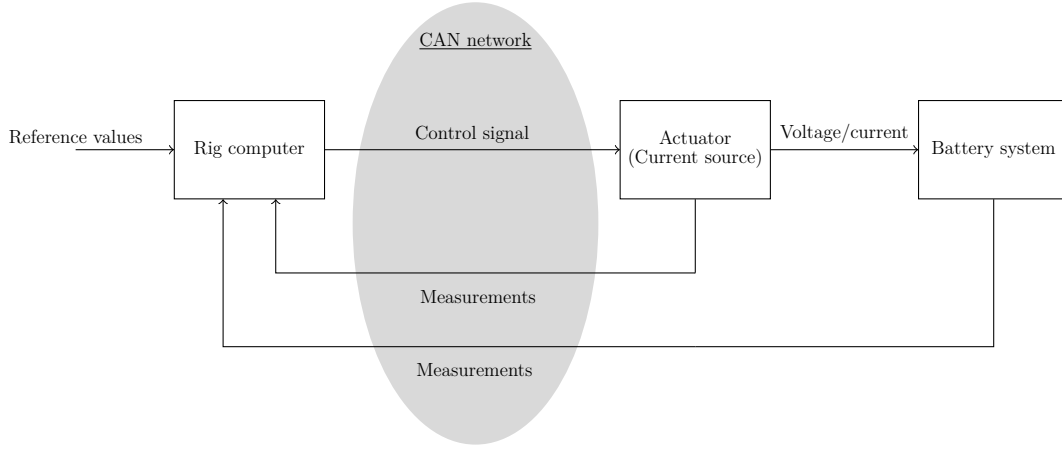 CAN network
Reference values
Rig computer
Control signal
Actuator
(Current source)
Voltage/current
Battery system
Measurements
Measurements